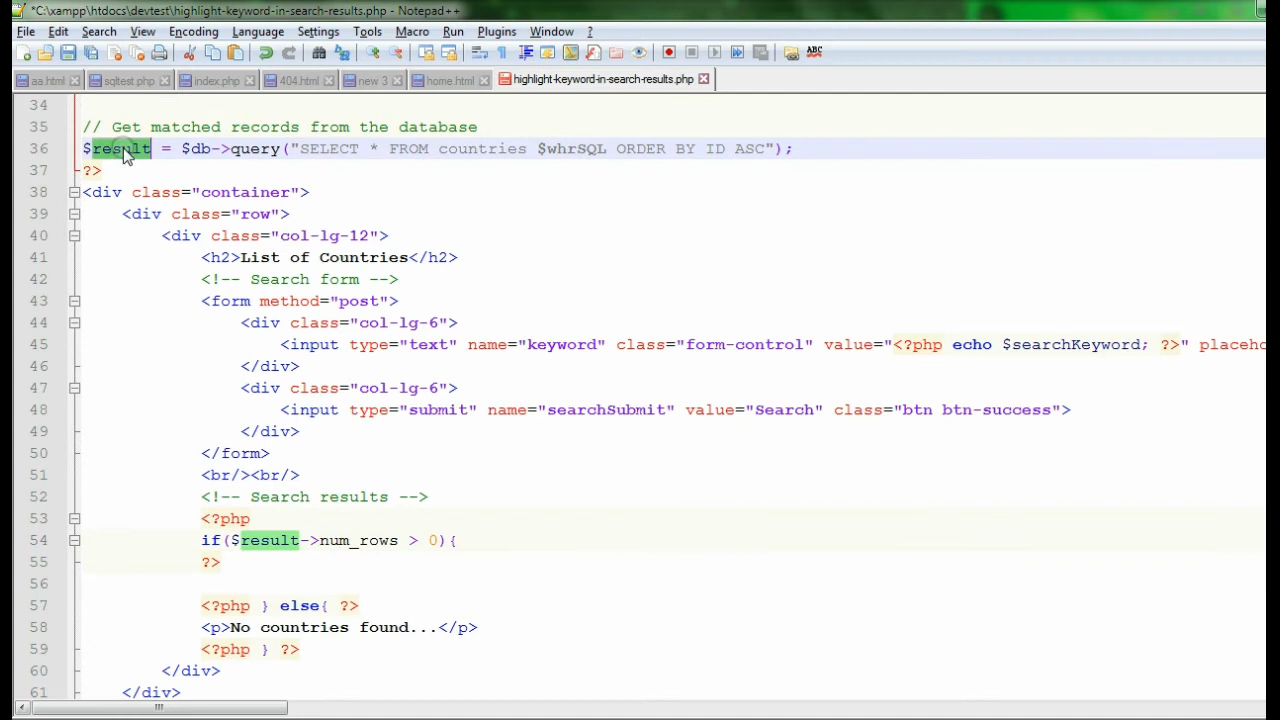 *C:\xampp\htdocs\devtest\highlight-keyword-in-search-results.php - Notepad++
File Edit Search View Encoding Language Settings Tools Macro Run Plugins Window ?
aa.html sqltest.php index.php 404.html new 3 home.html highlight-keyword-in-search-results.php
34
35 // Get matched records from the database
36 $result = $db->query("SELECT * FROM countries $whrSQL ORDER BY ID ASC");
37 ?>
38 <div class="container">
39 <div class="row">
40 <div class="col-lg-12">
41 <h2>List of Countries</h2>
42 <!-- Search form -->
43 <form method="post">
44 <div class="col-lg-6">
45 <input type="text" name="keyword" class="form-control" value="<?php echo $searchKeyword; ?>" placeho
46 </div>
47 <div class="col-lg-6">
48 <input type="submit" name="searchSubmit" value="Search" class="btn btn-success">
49 </div>
50 </form>
51 <br/><br/>
52 <!-- Search results -->
53 <?php
54 if($result->num_rows > 0){
55 ?>
56
57 <?php } else{ ?>
58 <p>No countries found...</p>
59 <?php } ?>
60 </div>
61 </div>